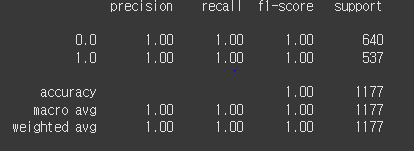 precision recall f1-score support
0.0 1.00 1.00 1.00 640
1.0 1.00 1.00 1.00 537
accuracy 1.00 1177
macro avg 1.00 1.00 1.00 1177
weighted avg 1.00 1.00 1.00 1177